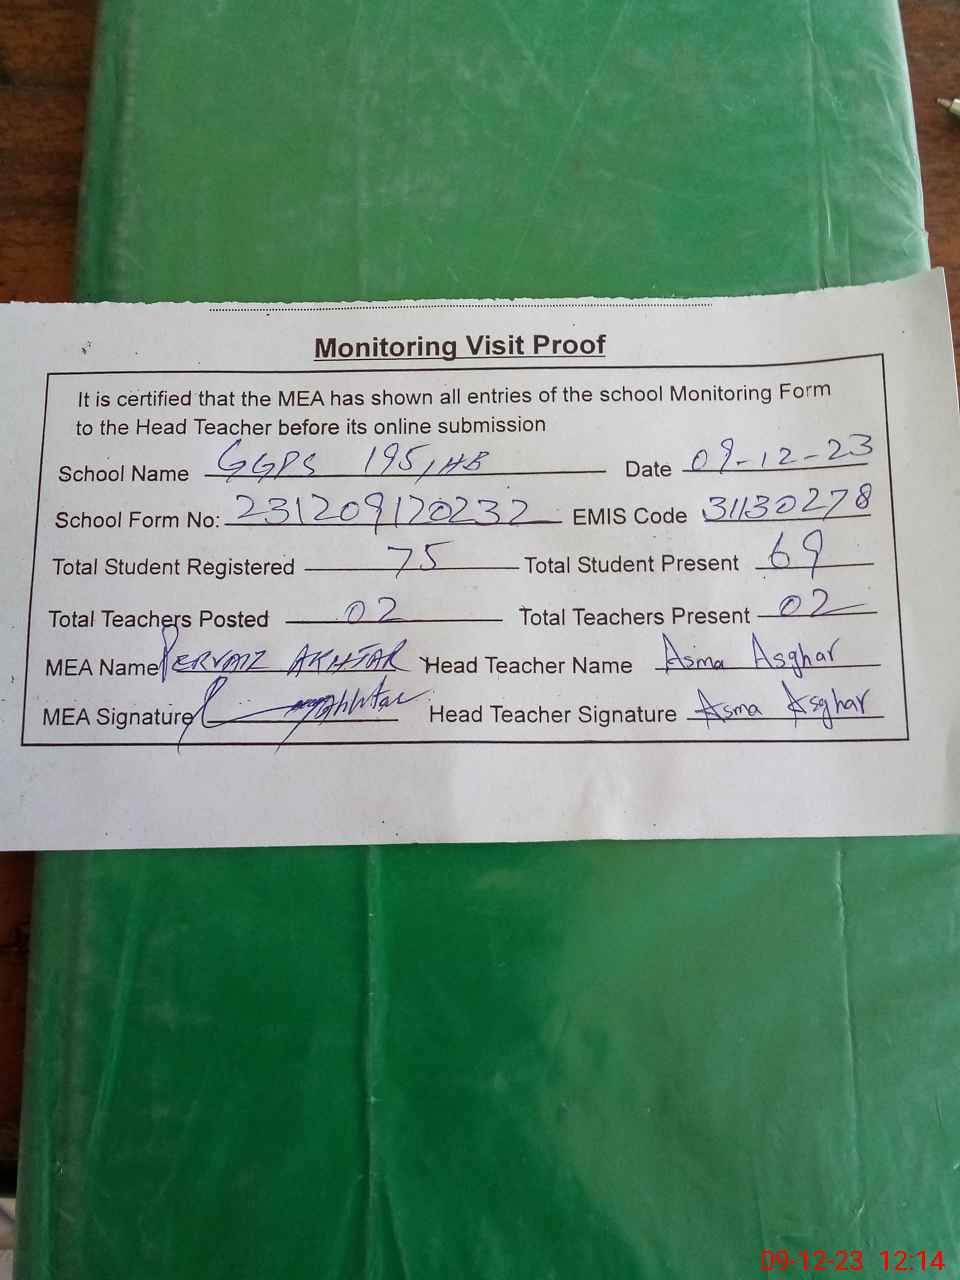 Monitoring Visit Proof
It is certified that the MEA has shown all entries of the school Monitoring Form
to the Head Teacher before its online submission
School Name GGPS 195/HB Date 09-12-23
School Form No: 231209120232 EMIS Code 31130278
Total Student Registered 75 Total Student Present 69
Total Teachers Posted 02 Total Teachers Present 02
MEA Name PERVAIZ AKHTAR Head Teacher Name Asma Asghar
MEA Signature Akhtar Head Teacher Signature Asma Asghar
09-12-23 12:14